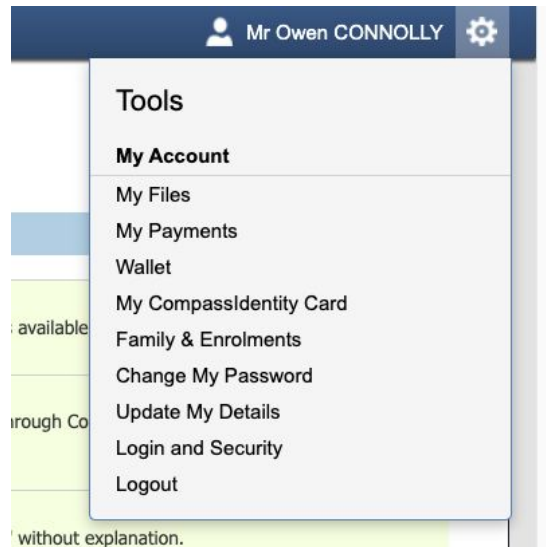 Mr Owen CONNOLLY
Tools
My Account
My Files
My Payments
Wallet
My CompassIdentity Card
available
Family & Enrolments
Change My Password
Update My Details
rough Co
Login and Security
Logout
without explanation.